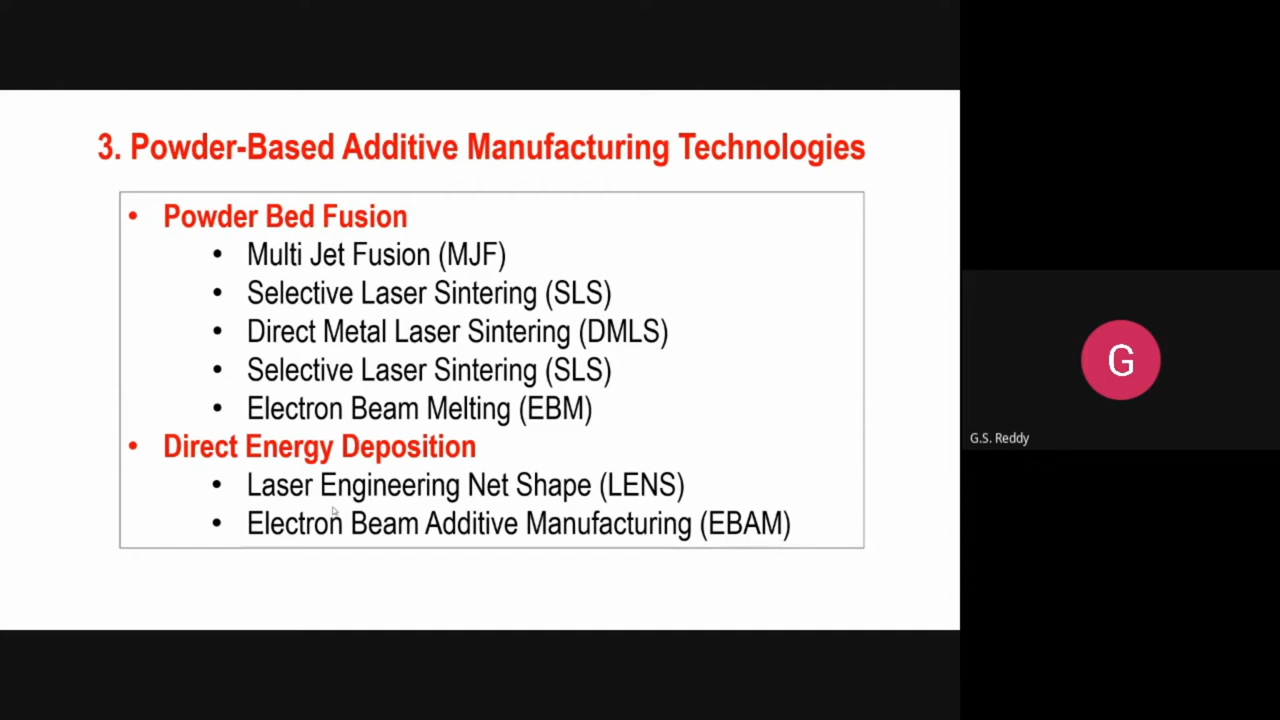 3. Powder-Based Additive Manufacturing Technologies
• Powder Bed Fusion
• Multi Jet Fusion (MJF)
• Selective Laser Sintering (SLS)
• Direct Metal Laser Sintering (DMLS)
• Selective Laser Sintering (SLS)
• Electron Beam Melting (EBM)
• Direct Energy Deposition
• Laser Engineering Net Shape (LENS)
• Electron Beam Additive Manufacturing (EBAM)
G
G.S. Reddy